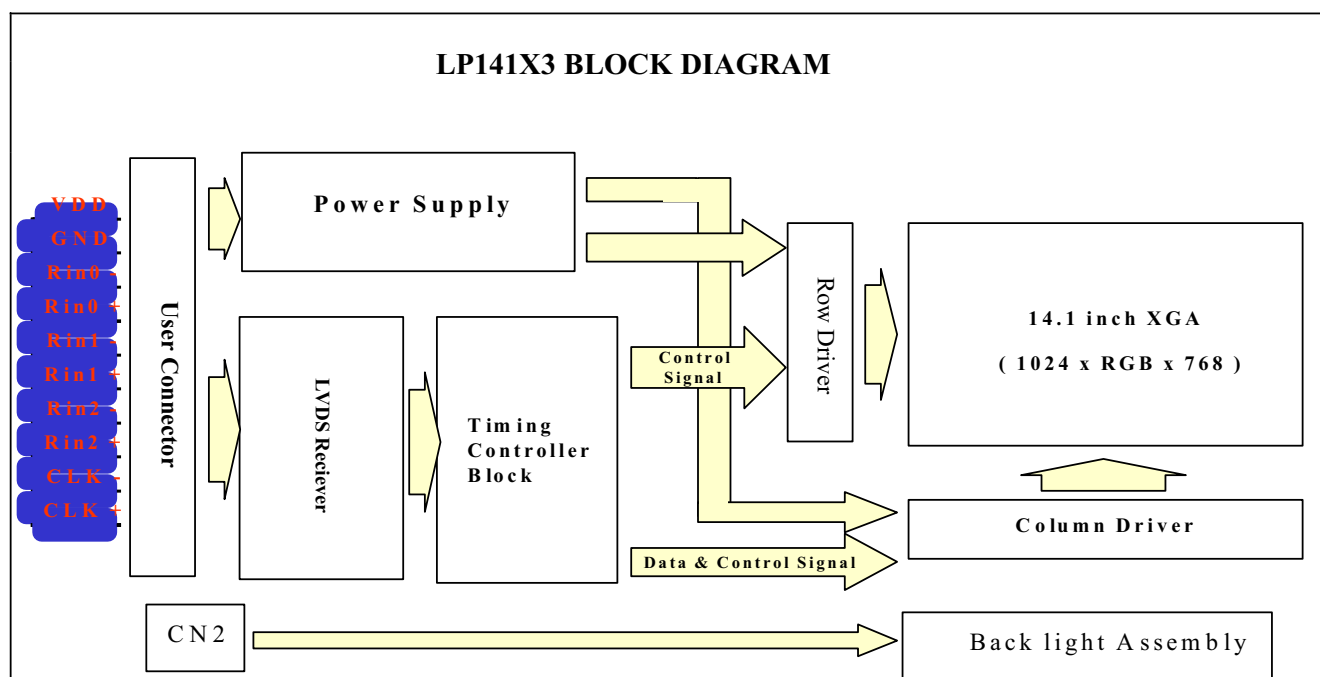 LP141X3 BLOCK DIAGRAM
VDD
GND
Rin0 -
Rin0 +
Rin1 -
Rin1 +
Rin2 -
Rin2 +
CLK -
CLK +
User Connector
Power Supply
LVDS Reciever
Timing
Controller
Block
Control
Signal
Data & Control Signal
Row Driver
14.1 inch XGA
( 1024 x RGB x 768 )
Column Driver
CN2
Back light Assembly